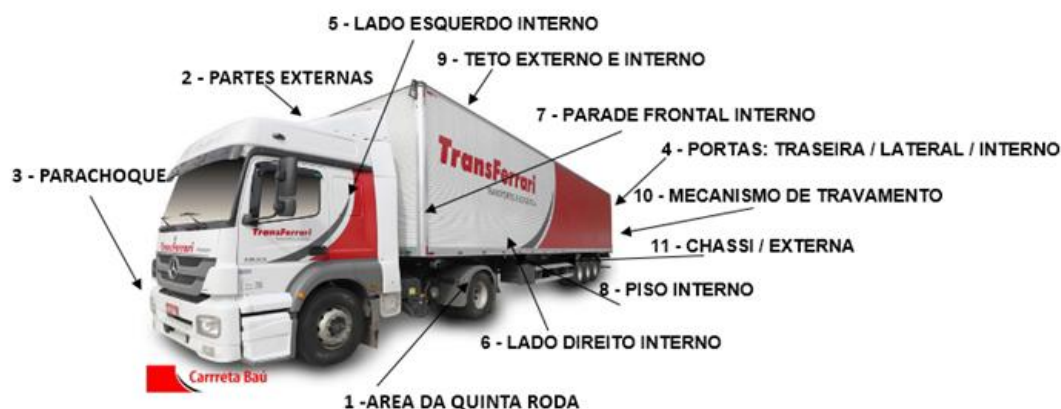 5 - LADO ESQUERDO INTERNO
9 - TETO EXTERNO E INTERNO
2 - PARTES EXTERNAS
7 - PARADE FRONTAL INTERNO
4 - PORTAS: TRASEIRA / LATERAL / INTERNO
3 - PARACHOQUE
10 - MECANISMO DE TRAVAMENTO
TransFerrari
TransFerrari
TransFerrari
11 - CHASSI / EXTERNA
8 - PISO INTERNO
6 - LADO DIREITO INTERNO
Carrreta Baú
1 -AREA DA QUINTA RODA